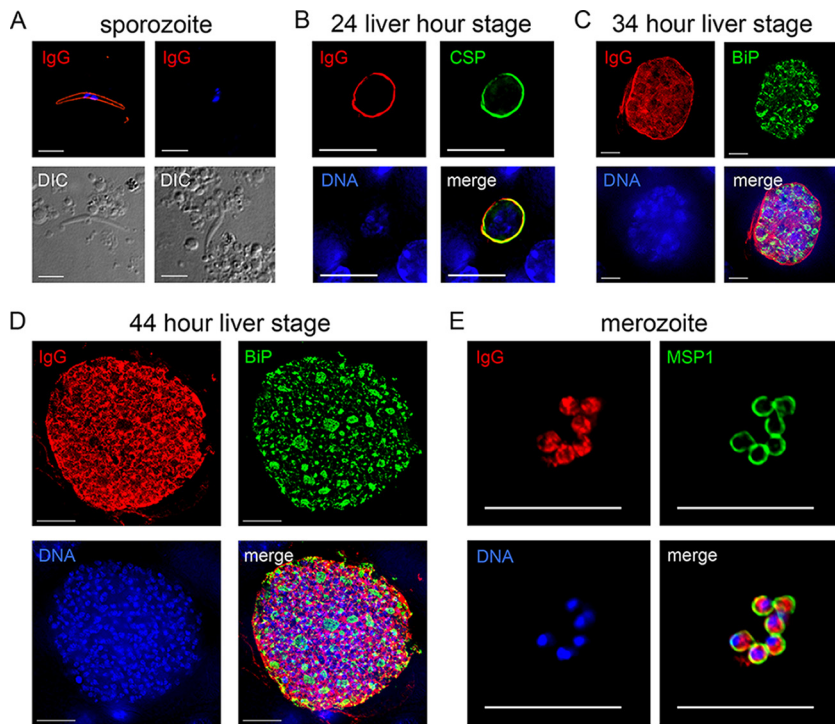 A sporozoite
IgG IgG
DIC DIC
B 24 liver hour stage
IgG CSP
DNA merge
C 34 hour liver stage
IgG BiP
DNA merge
D 44 hour liver stage
IgG BiP
DNA merge
E merozoite
IgG MSP1
DNA merge